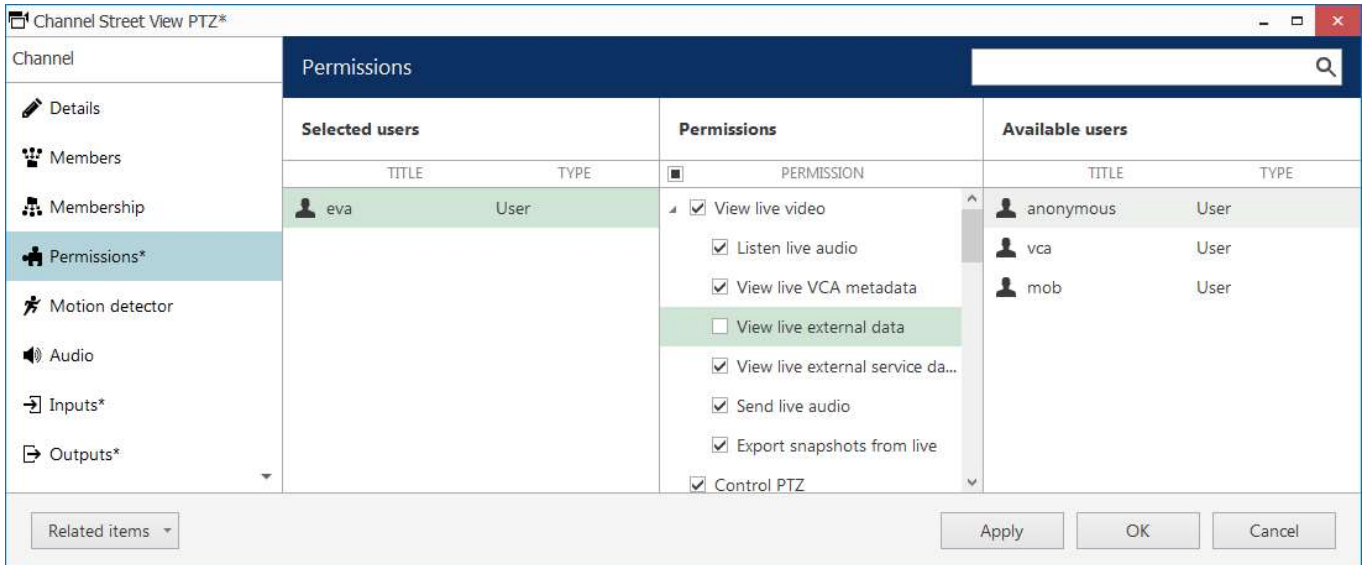 Channel Street View PTZ*
Channel
Permissions
Details
Members
Membership
Permissions*
Motion detector
Audio
Inputs*
Outputs*
Selected users
TITLE TYPE
eva User
Permissions
PERMISSION
View live video
Listen live audio
View live VCA metadata
View live external data
View live external service da...
Send live audio
Export snapshots from live
Control PTZ
Available users
TITLE TYPE
anonymous User
vca User
mob User
Related items
Apply OK Cancel